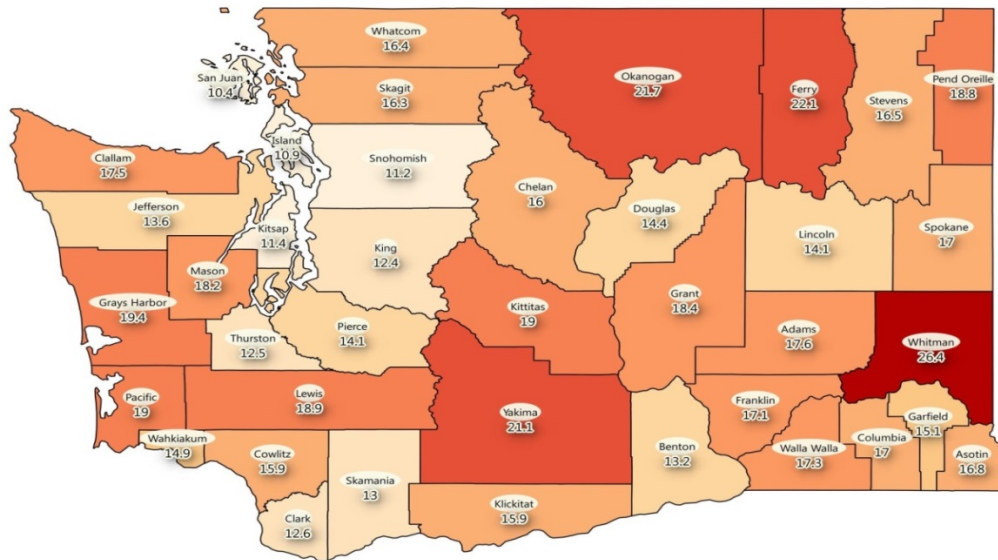 Whatcom
16.4
San Juan
10.4
Skagit
16.3
Okanogan
21.7
Ferry
22.1
Stevens
16.5
Pend Oreille
18.8
Island
10.9
Clallam
17.5
Snohomish
11.2
Chelan
16
Jefferson
13.6
Kitsap
11.4
Douglas
14.4
Lincoln
14.1
Spokane
17
King
12.4
Mason
18.2
Grays Harbor
19.4
Kittitas
19
Grant
18.4
Thurston
12.5
Pierce
14.1
Adams
17.6
Whitman
26.4
Pacific
19
Lewis
18.9
Yakima
21.1
Franklin
17.1
Garfield
15.1
Wahkiakum
14.9
Cowlitz
15.9
Benton
13.2
Walla Walla
17.3
Columbia
17
Asotin
16.8
Skamania
13
Klickitat
15.9
Clark
12.6